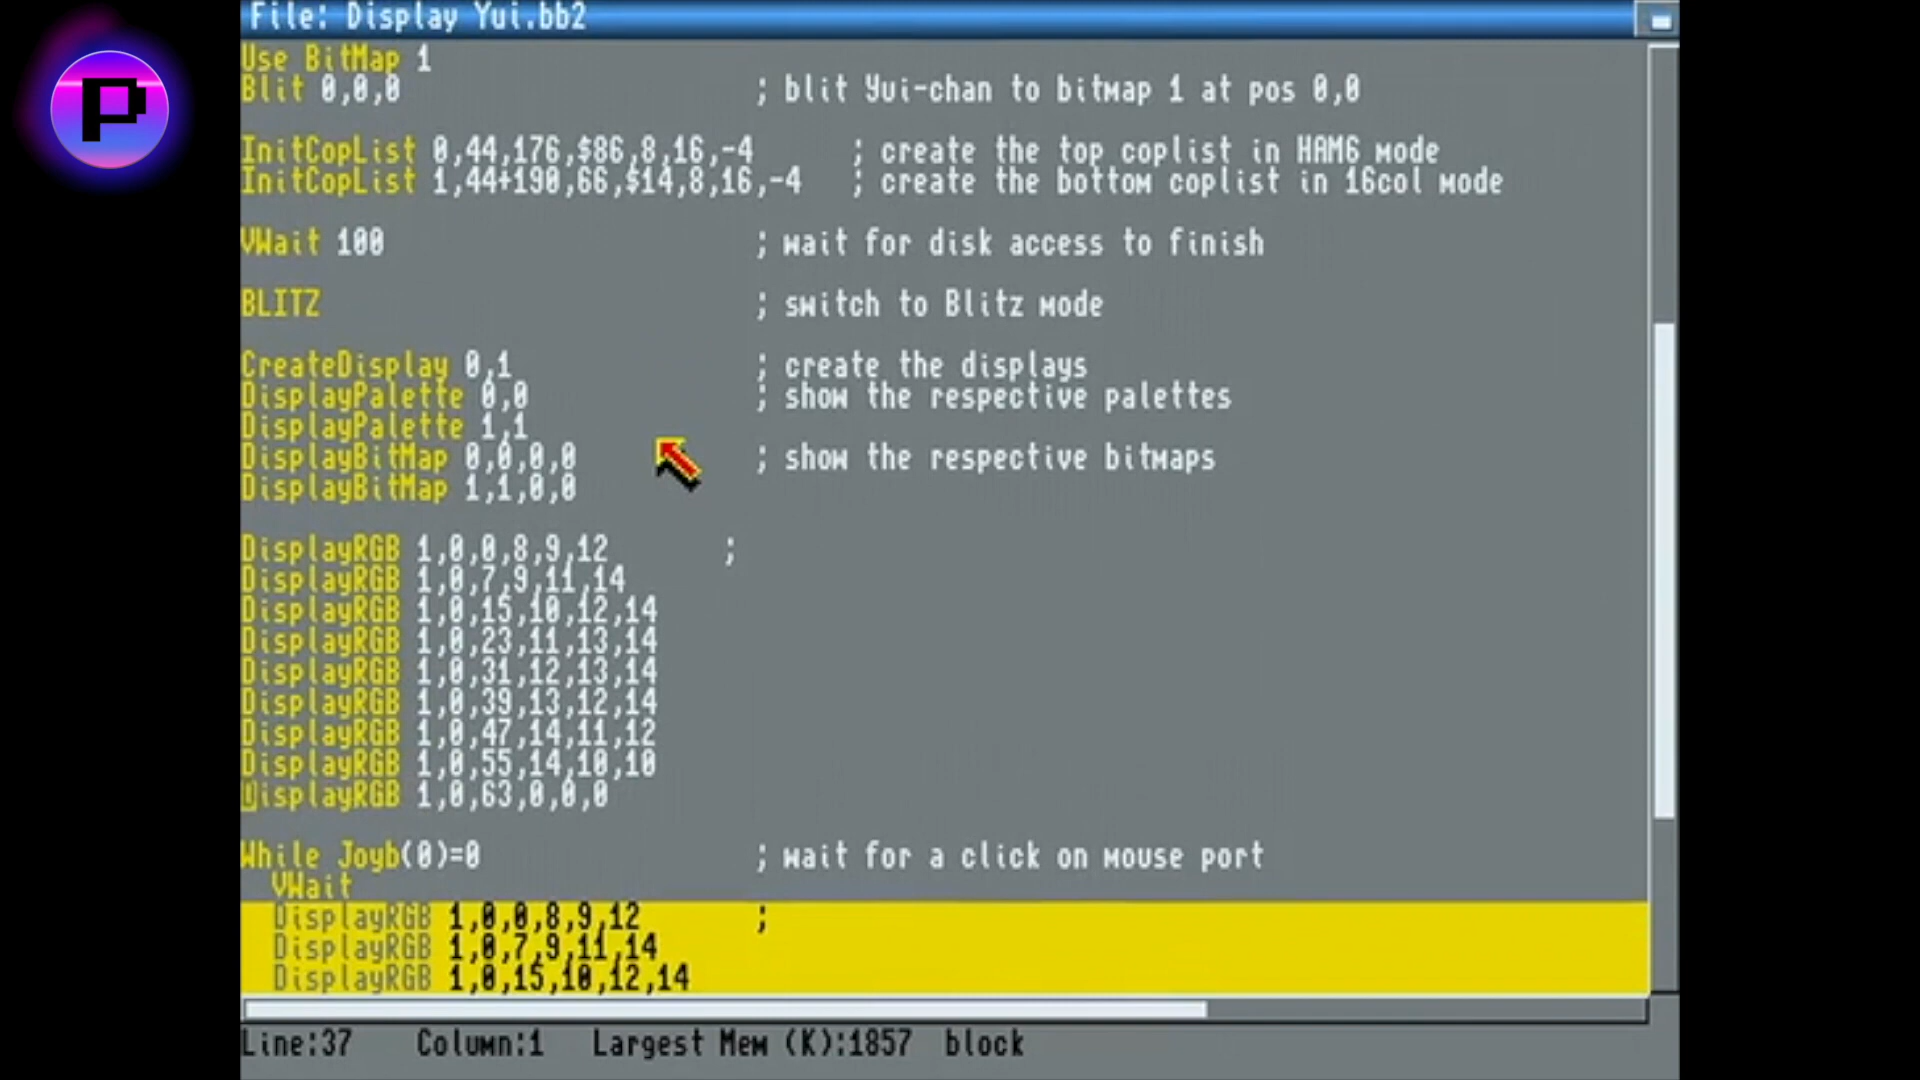 P
File: Display Yui.bb2
Use BitMap 1
Blit 0,0,0 ; blit Yui-chan to bitmap 1 at pos 0,0
InitCopList 0,44,176,$86,8,16,-4 ; create the top coplist in HAM6 mode
InitCopList 1,44+190,66,$14,8,16,-4 ; create the bottom coplist in 16col mode
VWait 100 ; wait for disk access to finish
BLITZ ; switch to Blitz mode
CreateDisplay 0,1 ; create the displays
DisplayPalette 0,0 ; show the respective palettes
DisplayPalette 1,1
DisplayBitMap 0,0,0,0 ; show the respective bitmaps
DisplayBitMap 1,1,0,0
DisplayRGB 1,0,0,8,9,12 ;
DisplayRGB 1,0,7,9,11,14
DisplayRGB 1,0,15,10,12,14
DisplayRGB 1,0,23,11,13,14
DisplayRGB 1,0,31,12,13,14
DisplayRGB 1,0,39,13,12,14
DisplayRGB 1,0,47,14,11,12
DisplayRGB 1,0,55,14,10,10
DisplayRGB 1,0,63,0,0,0
While Joyb(0)=0 ; wait for a click on mouse port
VWait
DisplayRGB 1,0,0,8,9,12 ;
DisplayRGB 1,0,7,9,11,14
DisplayRGB 1,0,15,10,12,14
Line:37 Column:1 Largest Mem (K):1857 block